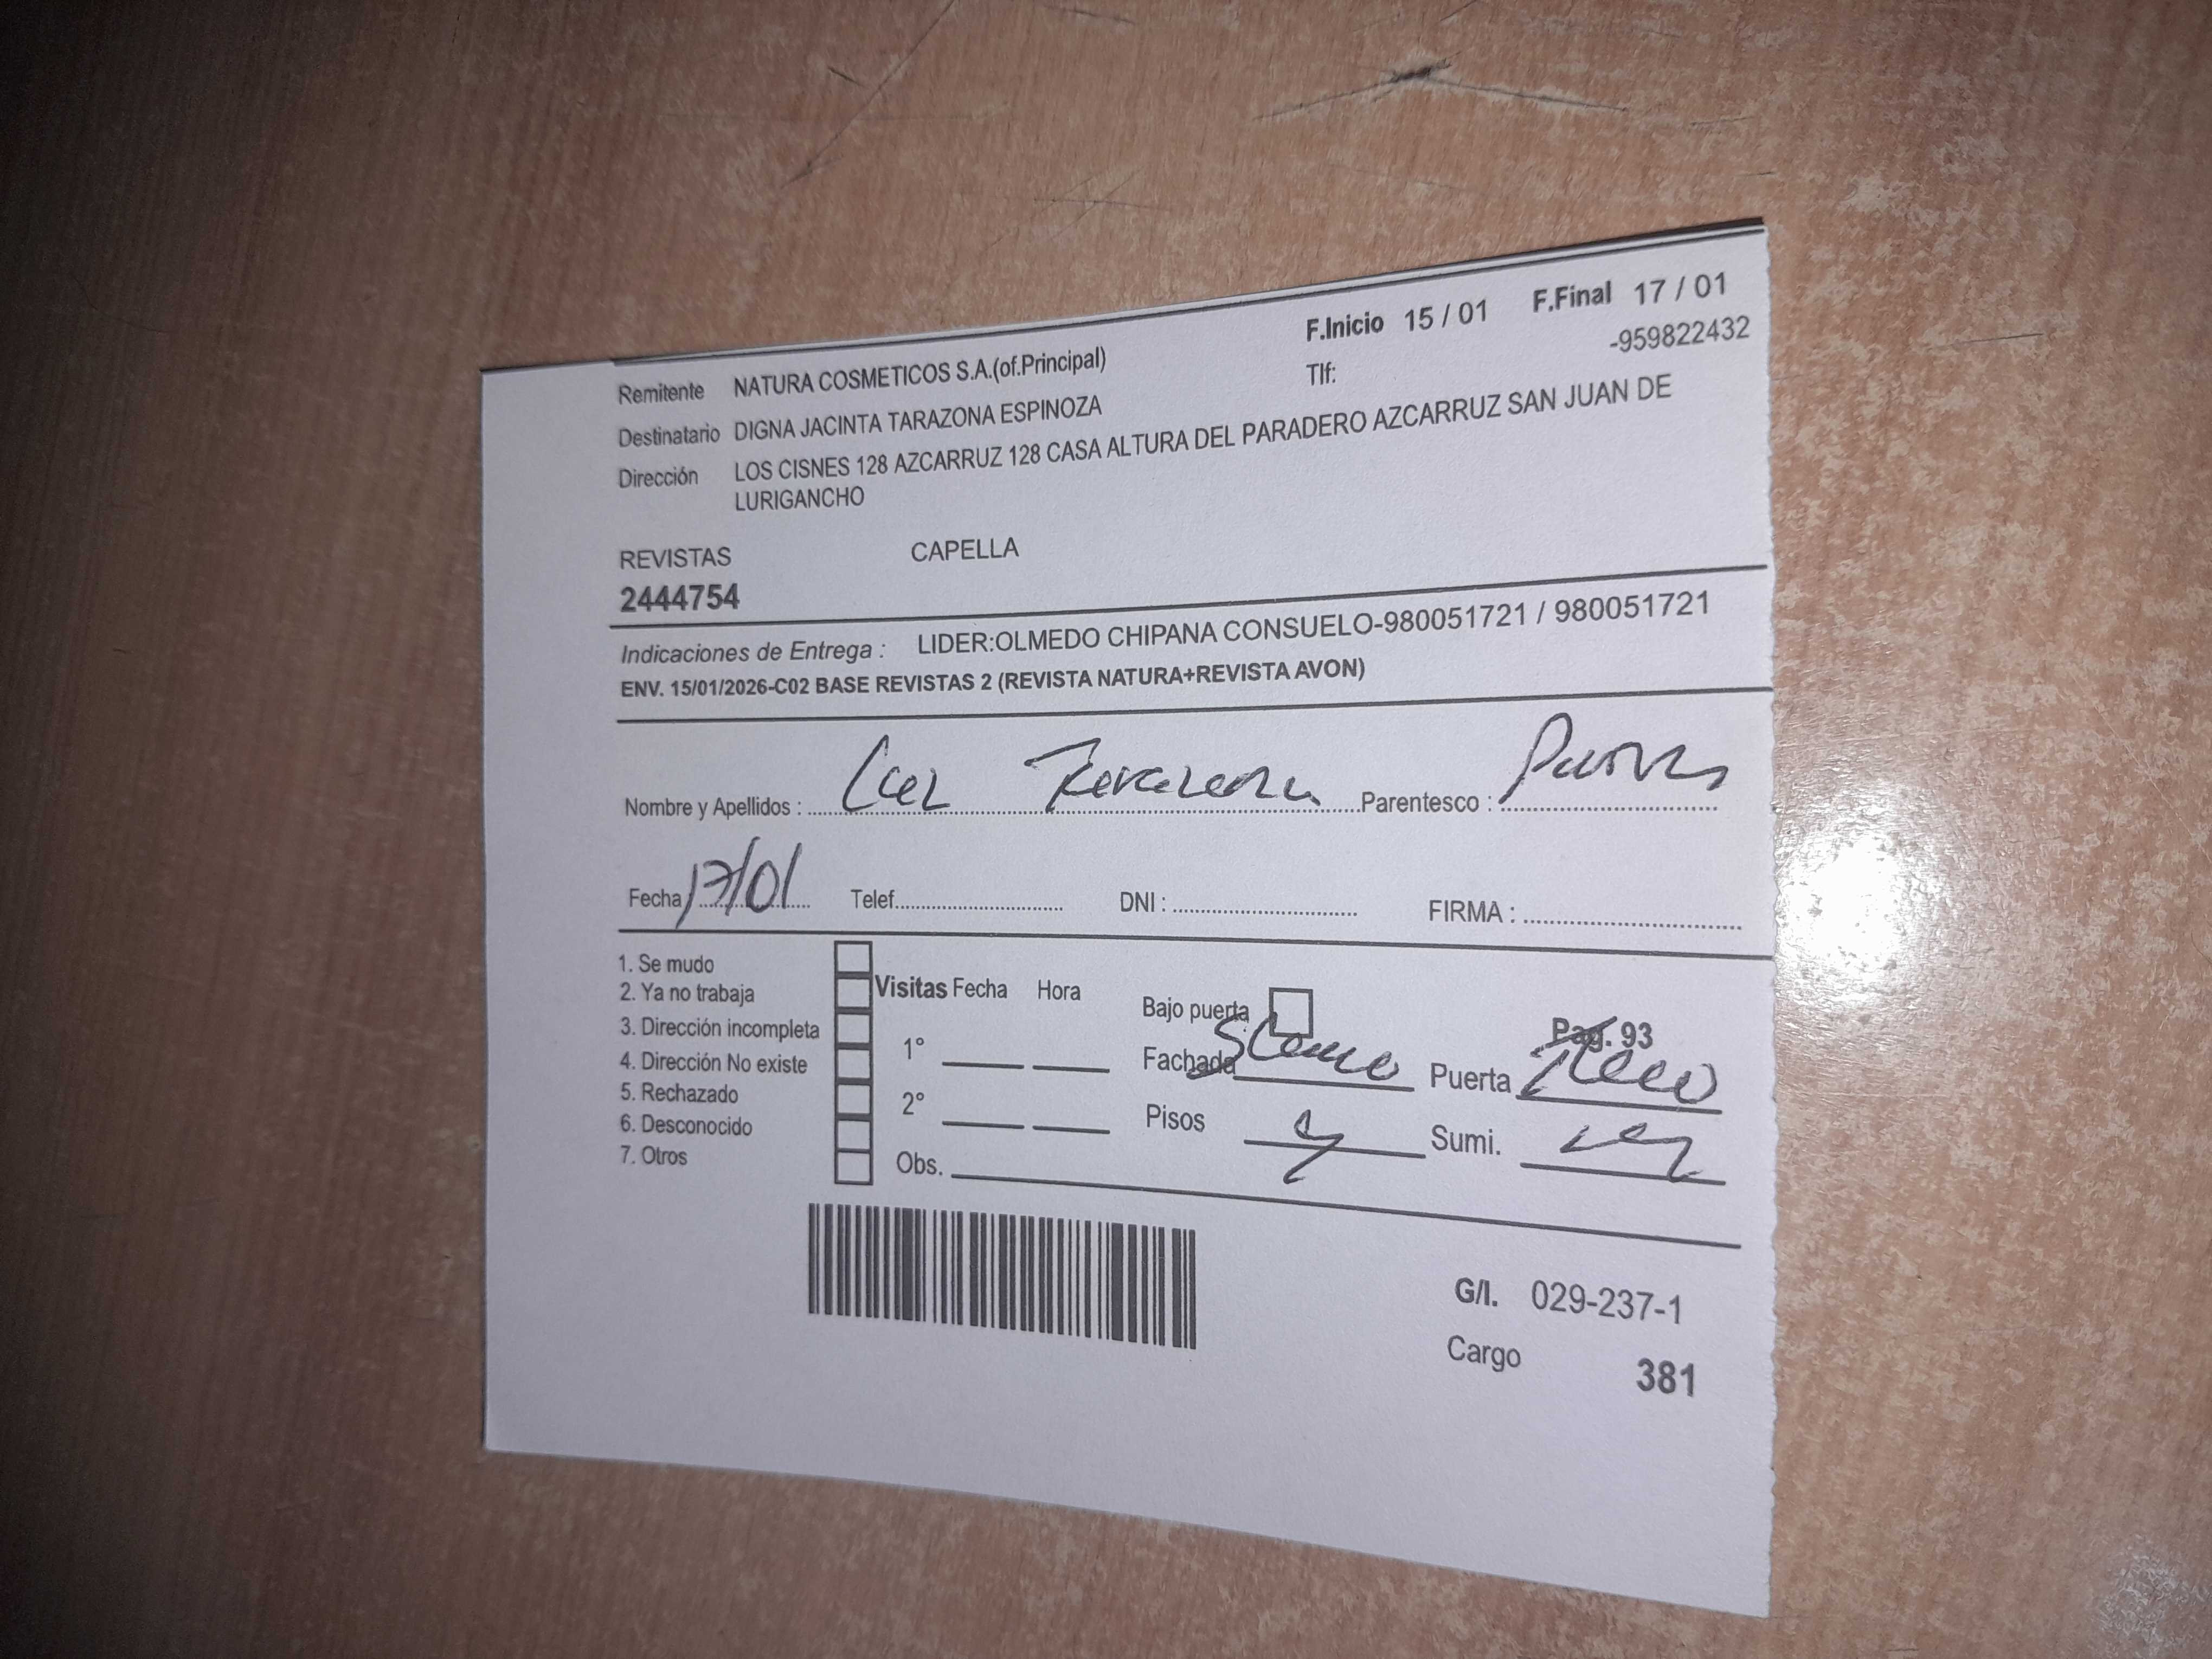 F.Inicio 15 / 01 F.Final 17 / 01
Remitente NATURA COSMETICOS S.A.(of.Principal) Tlf: -959822432
Destinatario DIGNA JACINTA TARAZONA ESPINOZA
Dirección LOS CISNES 128 AZCARRUZ 128 CASA ALTURA DEL PARADERO AZCARRUZ SAN JUAN DE
LURIGANCHO
REVISTAS CAPELLA
2444754
Indicaciones de Entrega : LIDER:OLMEDO CHIPANA CONSUELO-980051721 / 980051721
ENV. 15/01/2026-C02 BASE REVISTAS 2 (REVISTA NATURA+REVISTA AVON)
Nombre y Apellidos : Parentesco :
Fecha 17/01 Telef. DNI : FIRMA :
1. Se mudo
2. Ya no trabaja Visitas Fecha Hora Bajo puerta Pag. 93
3. Dirección incompleta 1° Fachada Puerta
4. Dirección No existe
5. Rechazado 2° Pisos Sumi.
6. Desconocido
7. Otros Obs.
G/I. 029-237-1
Cargo 381